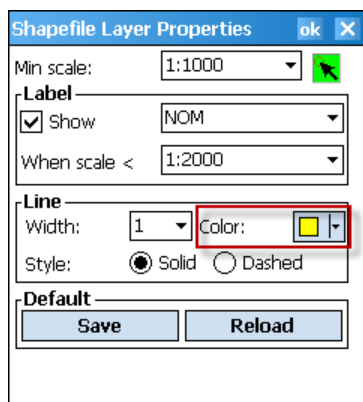 Shapefile Layer Properties ok
Min scale: 1:1000
Label
Show NOM
When scale < 1:2000
Line
Width: 1 Color:
Style: Solid Dashed
Default
Save Reload